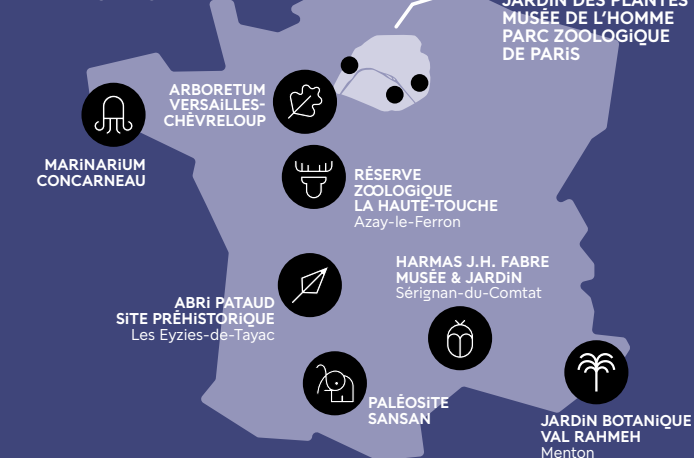 JARDiN DES PLANTES
MUSÉE DE L'HOMME
PARC ZOOLOGiQUE
DE PARiS
ARBORETUM
VERSAiLLES-
CHÈVRELOUP
MARiNARiUM
CONCARNEAU
RÉSERVE
ZOOLOGiQUE
LA HAUTE-TOUCHE
Azay-le-Ferron
HARMAS J.H. FABRE
MUSÉE & JARDiN
Sérignan-du-Comtat
ABRi PATAUD
SiTE PRÉHiSTORiQUE
Les Eyzies-de-Tayac
PALÉOSiTE
SANSAN
JARDiN BOTANiQUE
VAL RAHMEH
Menton